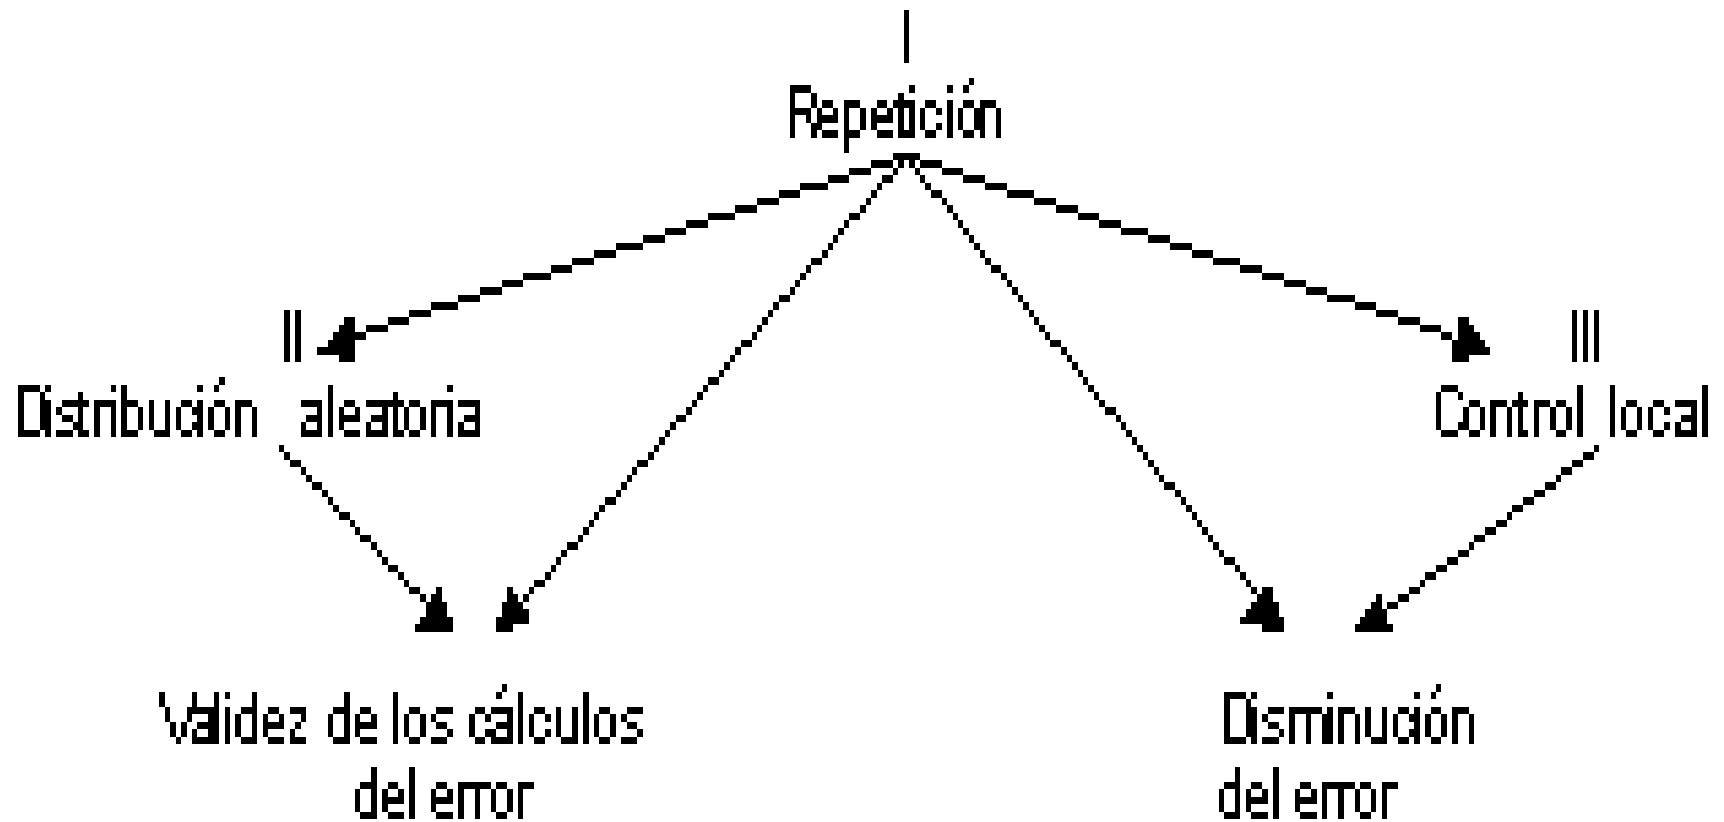 I
Repetición
II
III
Distribución aleatoria
Control local
Validez de los cálculos
del error
Disminución
del error